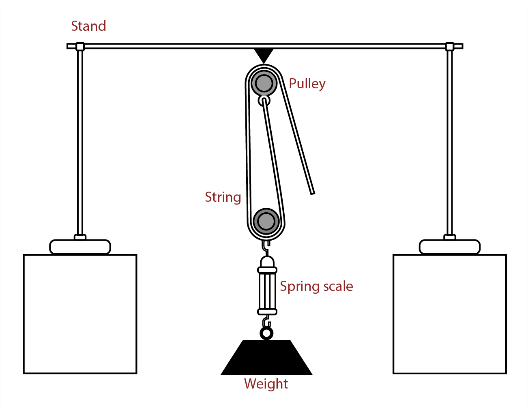 Stand
Pulley
String
Spring scale
Weight